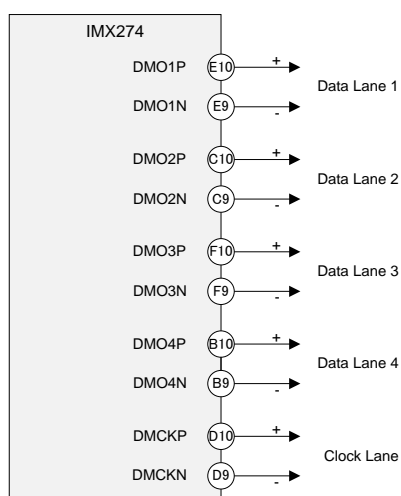 IMX274
DMO1P E10 +
Data Lane 1
DMO1N E9 -
DMO2P C10 +
Data Lane 2
DMO2N C9 -
DMO3P F10 +
Data Lane 3
DMO3N F9 -
DMO4P B10 +
Data Lane 4
DMO4N B9 -
DMCKP D10 +
Clock Lane
DMCKN D9 -